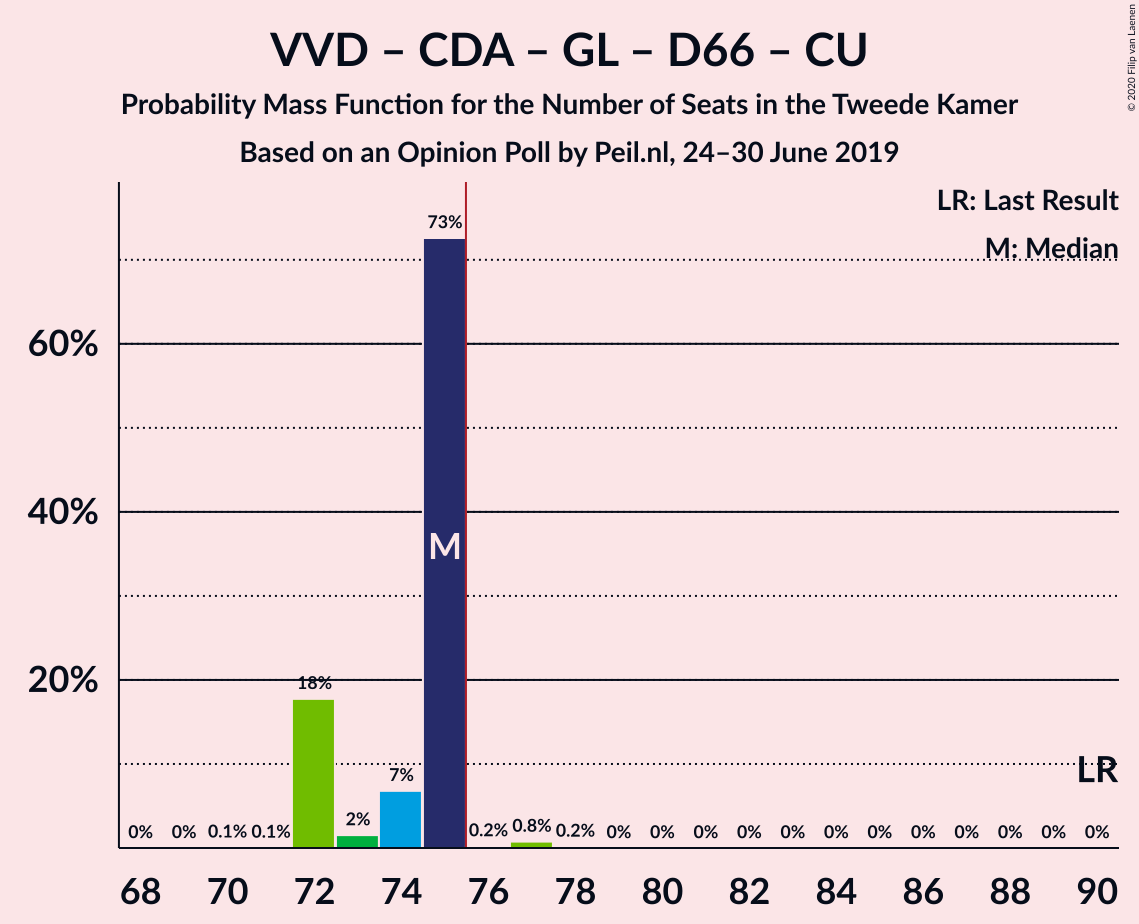 © 2020 Filip van Laenen
VVD – CDA – GL – D66 – CU
Probability Mass Function for the Number of Seats in the Tweede Kamer
Based on an Opinion Poll by Peil.nl, 24–30 June 2019
LR: Last Result
M: Median
73%
60%
M
40%
20%
18%
LR
7%
2%
0% 0% 0.1% 0.1% 0.2% 0.8% 0.2% 0% 0% 0% 0% 0% 0% 0% 0% 0% 0% 0% 0%
68 70 72 74 76 78 80 82 84 86 88 90